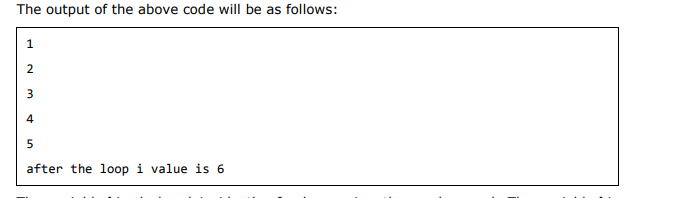 The output of the above code will be as follows:
1
2
3
4
5
after the loop i value is 6